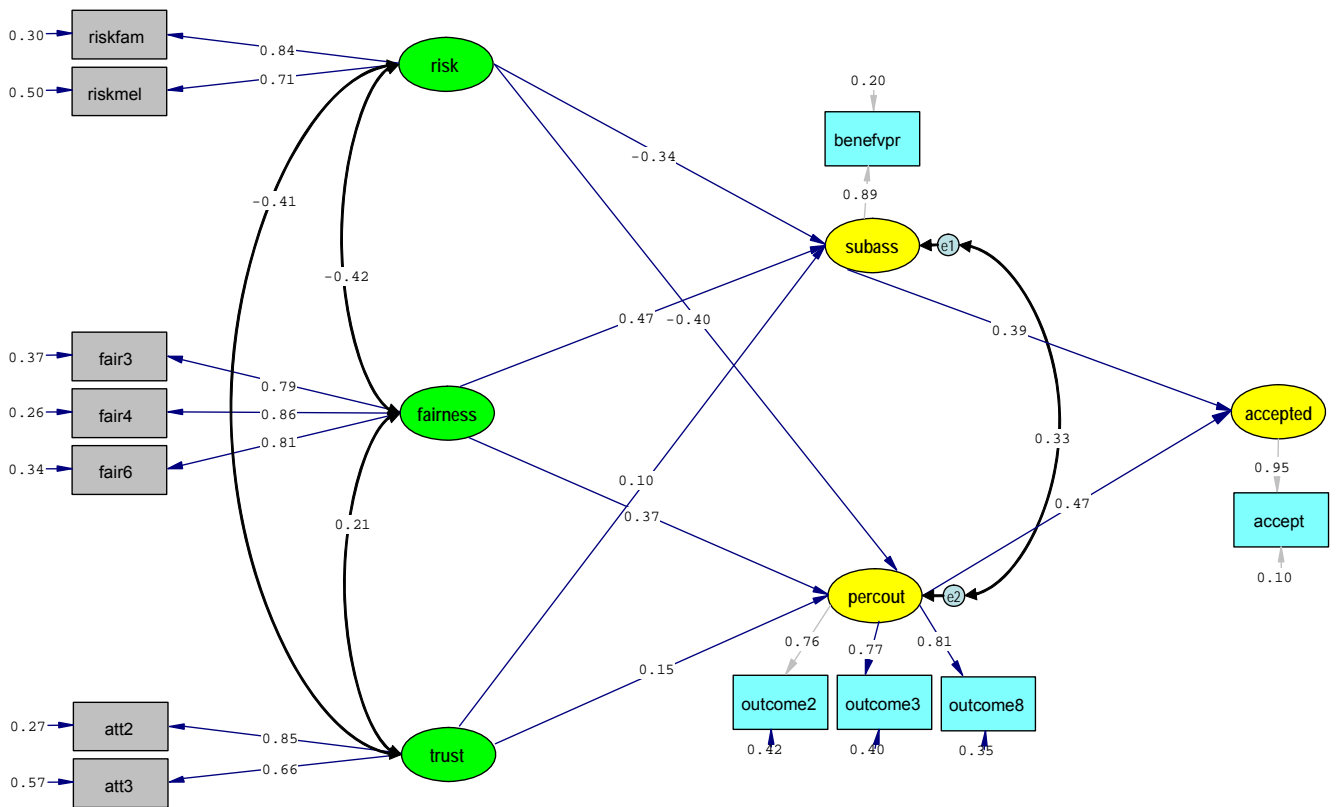 0.30
riskfam
0.84
risk
0.50
riskmel
0.71
0.20
benefvpr
0.89
-0.34
-0.41
subass
e1
-0.42
0.47
-0.40
0.39
0.37
fair3
0.79
0.26
fair4
0.86
fairness
accepted
0.34
fair6
0.81
0.33
0.95
0.10
0.37
0.47
accept
0.21
0.10
percout
e2
0.76
0.77
0.81
0.15
outcome2
outcome3
outcome8
0.42
0.40
0.35
0.27
att2
0.85
trust
0.57
att3
0.66